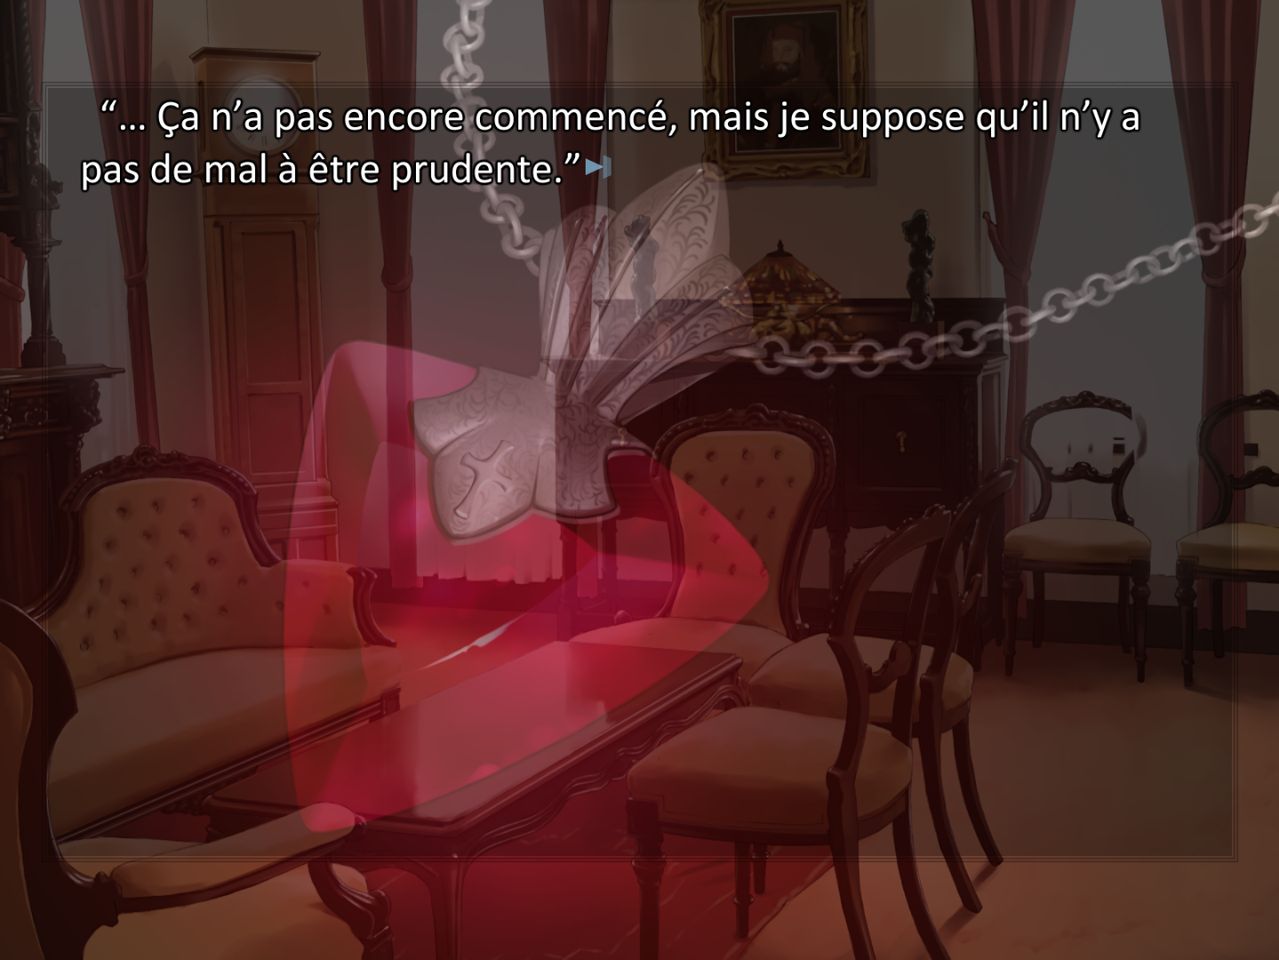 “… Ça n’a pas encore commencé, mais je suppose qu’il n’y a
pas de mal à être prudente.”